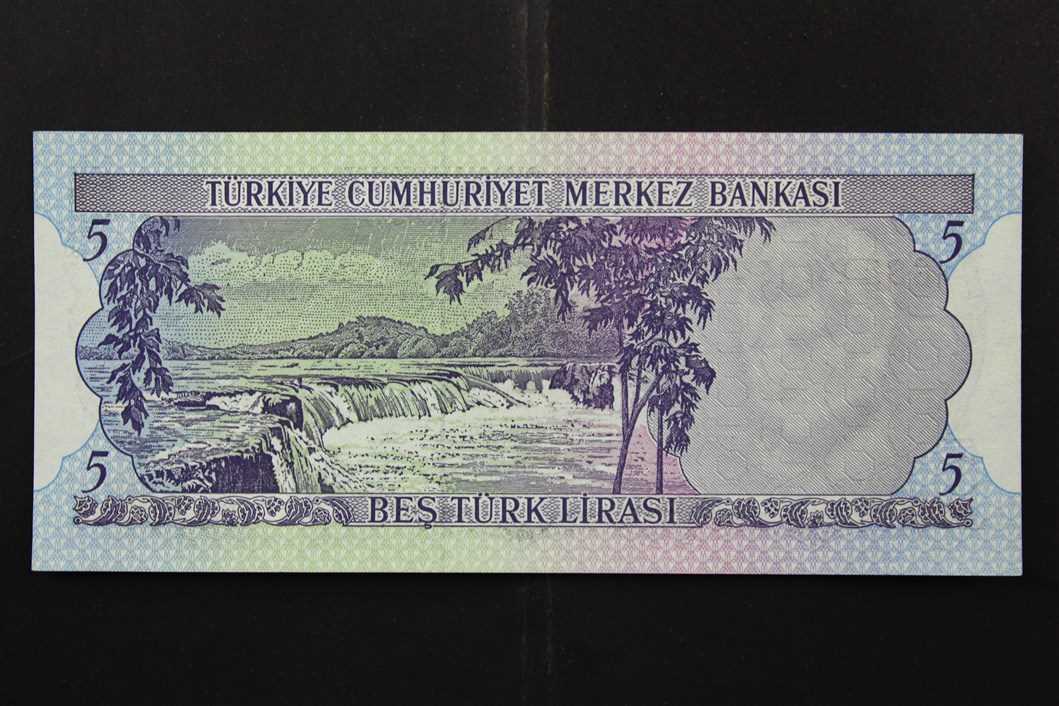 TÜRKİYE CUMHURİYET MERKEZ BANKASI
5 5
5 5
BEŞ TÜRK LİRASI